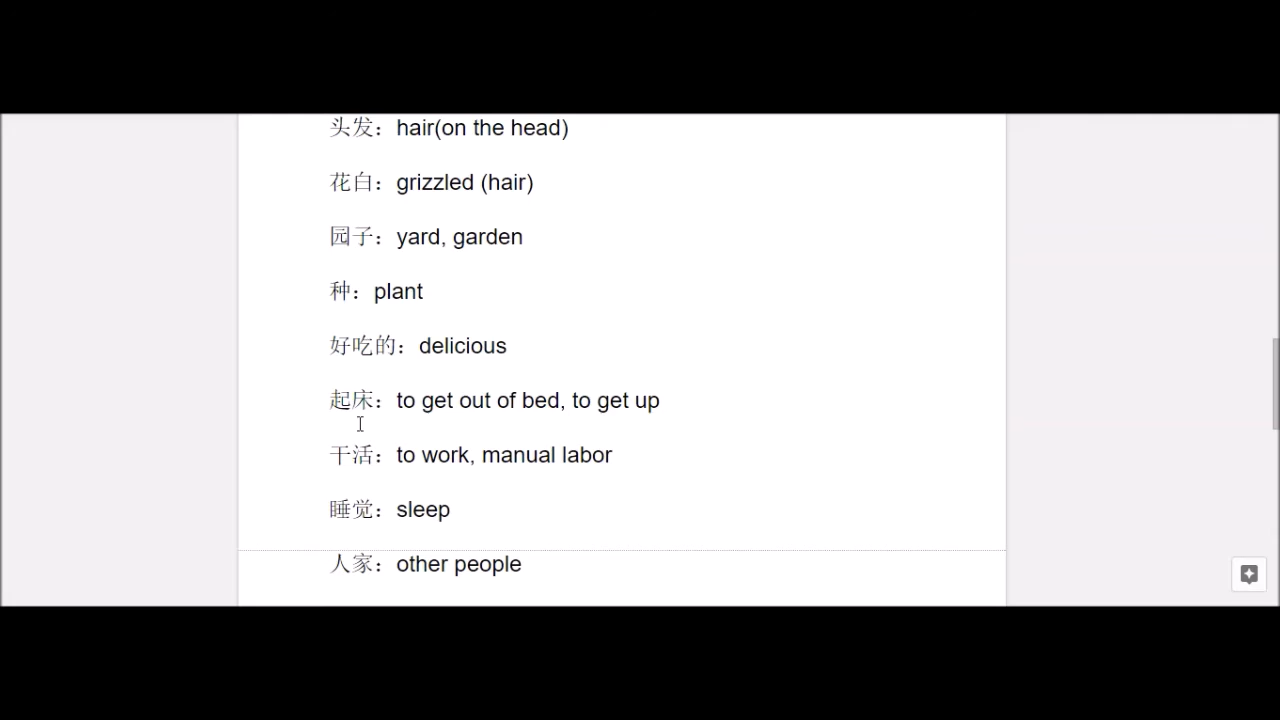 头发：hair(on the head)
花白：grizzled (hair)
园子：yard, garden
种：plant
好吃的：delicious
起床：to get out of bed, to get up
干活：to work, manual labor
睡觉：sleep
人家：other people